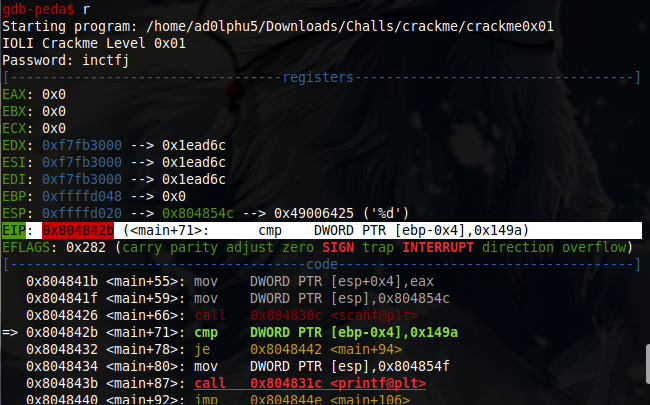 gdb-peda$ r
Starting program: /home/ad0lphu5/Downloads/Challs/crackme/crackme0x01
IOLI Crackme Level 0x01
Password: inctfj
[----------------------------------registers-----------------------------------]
EAX: 0x0
EBX: 0x0
ECX: 0x0
EDX: 0xf7fb3000 --> 0x1ead6c
ESI: 0xf7fb3000 --> 0x1ead6c
EDI: 0xf7fb3000 --> 0x1ead6c
EBP: 0xffffd048 --> 0x0
ESP: 0xffffd020 --> 0x804854c --> 0x49006425 ('%d')
EIP: 0x804842b (<main+71>: cmp DWORD PTR [ebp-0x4],0x149a)
EFLAGS: 0x282 (carry parity adjust zero SIGN trap INTERRUPT direction overflow)
[-------------------------------------code-------------------------------------]
0x804841b <main+55>: mov DWORD PTR [esp+0x4],eax
0x804841f <main+59>: mov DWORD PTR [esp],0x804854c
0x8048426 <main+66>: call 0x804830c <scanf@plt>
=> 0x804842b <main+71>: cmp DWORD PTR [ebp-0x4],0x149a
0x8048432 <main+78>: je 0x8048442 <main+94>
0x8048434 <main+80>: mov DWORD PTR [esp],0x804854f
0x804843b <main+87>: call 0x804831c <printf@plt>
0x8048440 <main+92>: jmp 0x804844e <main+106>